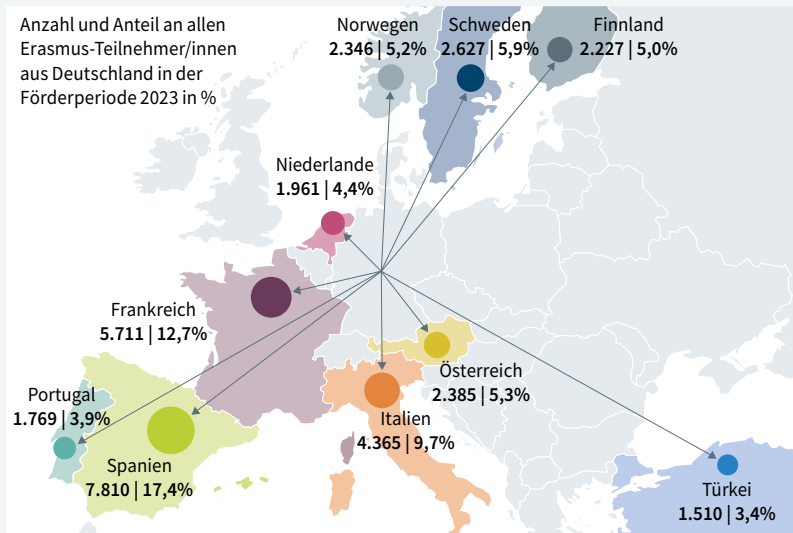 Anzahl und Anteil an allen
Erasmus-Teilnehmer/innen
aus Deutschland in der
Förderperiode 2023 in %
Norwegen
2.346 | 5,2%
Schweden
2.627 | 5,9%
Finnland
2.227 | 5,0%
Niederlande
1.961 | 4,4%
Frankreich
5.711 | 12,7%
Österreich
2.385 | 5,3%
Portugal
1.769 | 3,9%
Italien
4.365 | 9,7%
Spanien
7.810 | 17,4%
Türkei
1.510 | 3,4%